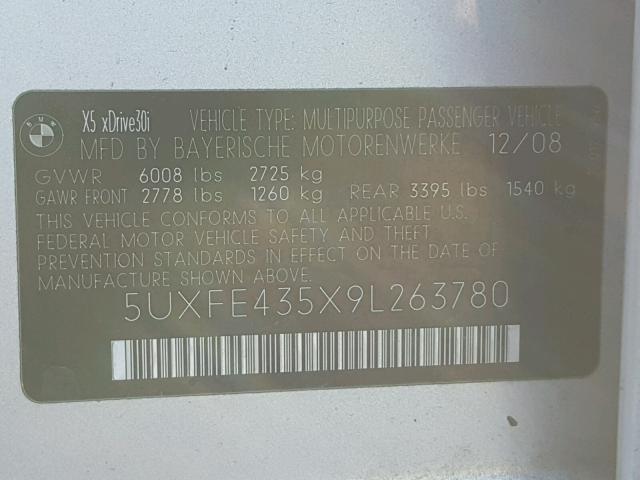 BMW
X5 xDrive30i VEHICLE TYPE: MULTIPURPOSE PASSENGER VEHICLE
MFD BY BAYERISCHE MOTORENWERKE 12/08
GVWR 6008 lbs 2725 kg
GAWR FRONT 2778 lbs 1260 kg REAR 3395 lbs 1540 kg
THIS VEHICLE CONFORMS TO ALL APPLICABLE U.S.
FEDERAL MOTOR VEHICLE SAFETY AND THEFT
PREVENTION STANDARDS IN EFFECT ON THE DATE OF
MANUFACTURE SHOWN ABOVE:
5UXFE435X9L263780